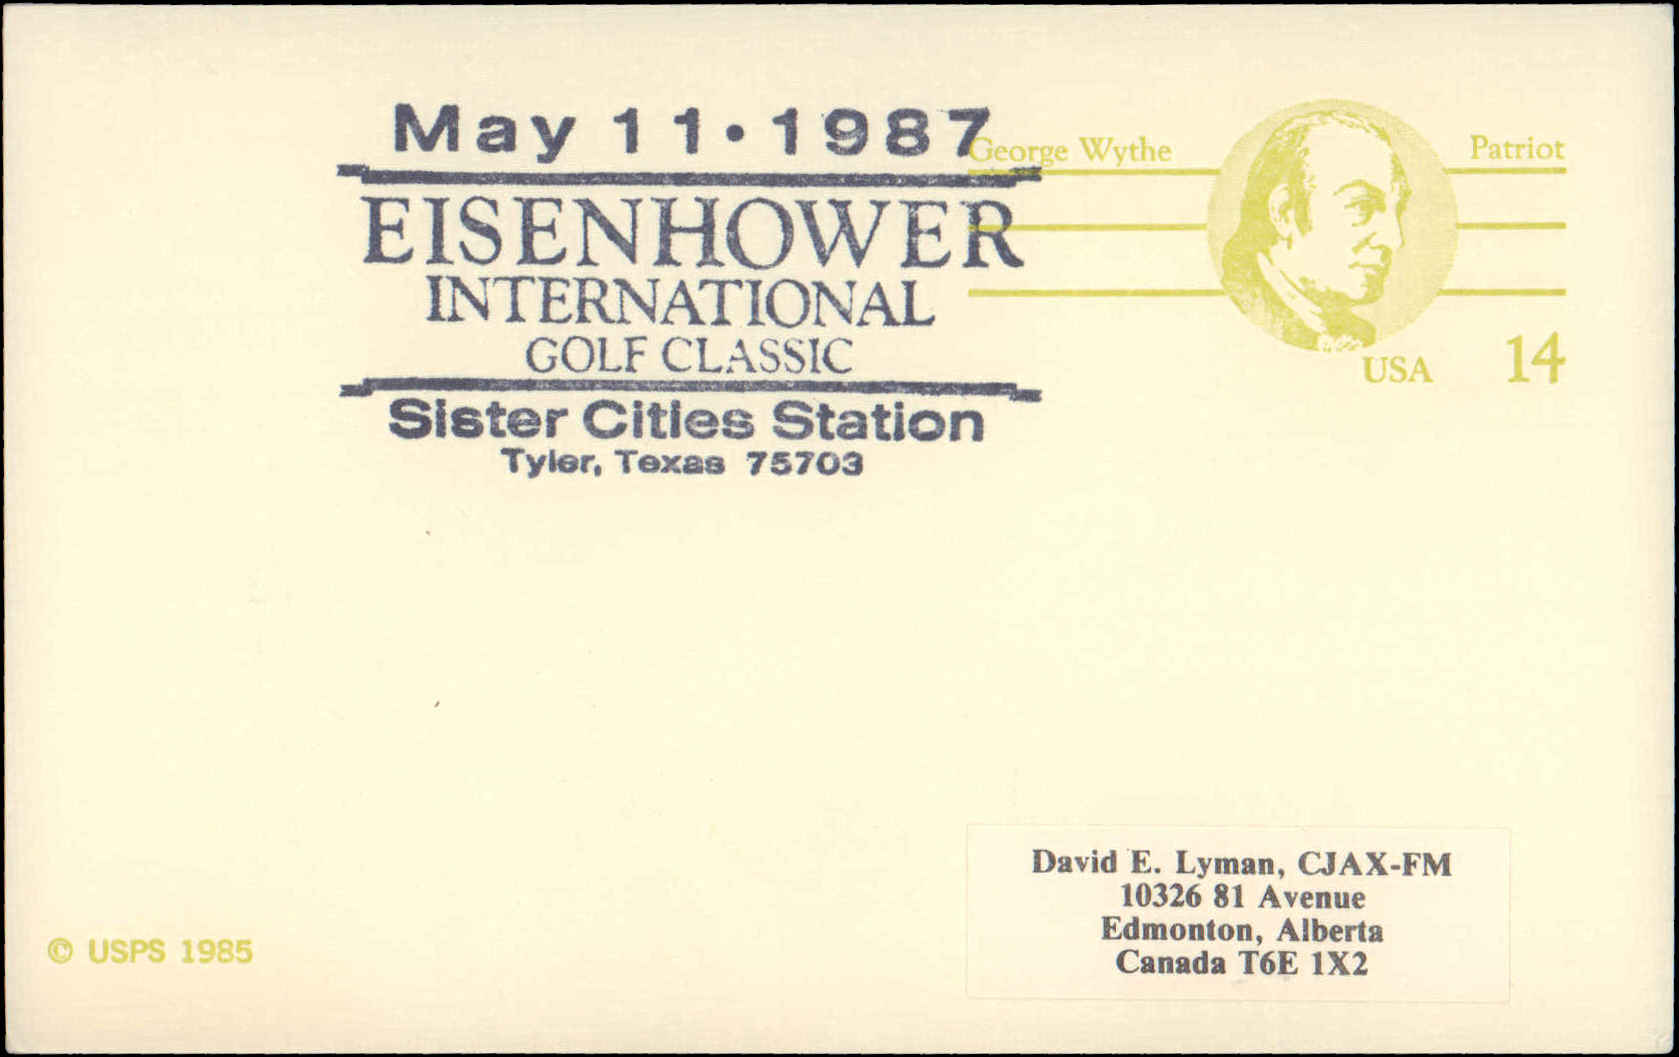 May 11·1987
EISENHOWER
INTERNATIONAL
GOLF CLASSIC
Sister Cities Station
Tyler, Texas 75703
George Wythe Patriot
USA 14
David E. Lyman, CJAX-FM
10326 81 Avenue
Edmonton, Alberta
Canada T6E 1X2
© USPS 1985